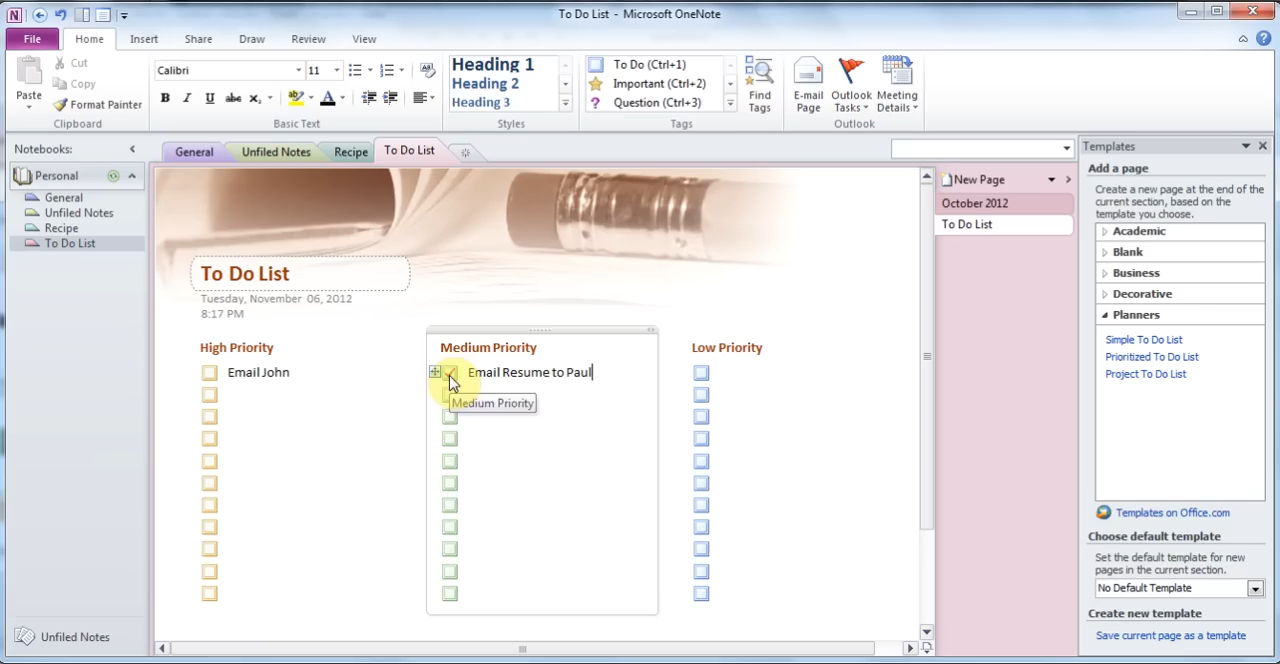 To Do List - Microsoft OneNote
File Home Insert Share Draw Review View
Paste
Cut
Copy
Format Painter
Clipboard
Calibri 11
B I U abc X₂
A
Basic Text
Heading 1
Heading 2
Heading 3
Styles
To Do (Ctrl+1)
Important (Ctrl+2)
? Question (Ctrl+3)
Tags
Find
Tags
E-mail
Page
Outlook
Tasks
Meeting
Details
Outlook
Notebooks:
Personal
General
Unfiled Notes
Recipe
To Do List
Unfiled Notes
General Unfiled Notes Recipe To Do List
To Do List
Tuesday, November 06, 2012
8:17 PM
High Priority
Email John
Medium Priority
Email Resume to Paul
Medium Priority
Low Priority
New Page
October 2012
To Do List
Templates
Add a page
Create a new page at the end of the
current section, based on the
template you choose.
Academic
Blank
Business
Decorative
Planners
Simple To Do List
Prioritized To Do List
Project To Do List
Templates on Office.com
Choose default template
Set the default template for new
pages in the current section.
No Default Template
Create new template
Save current page as a template